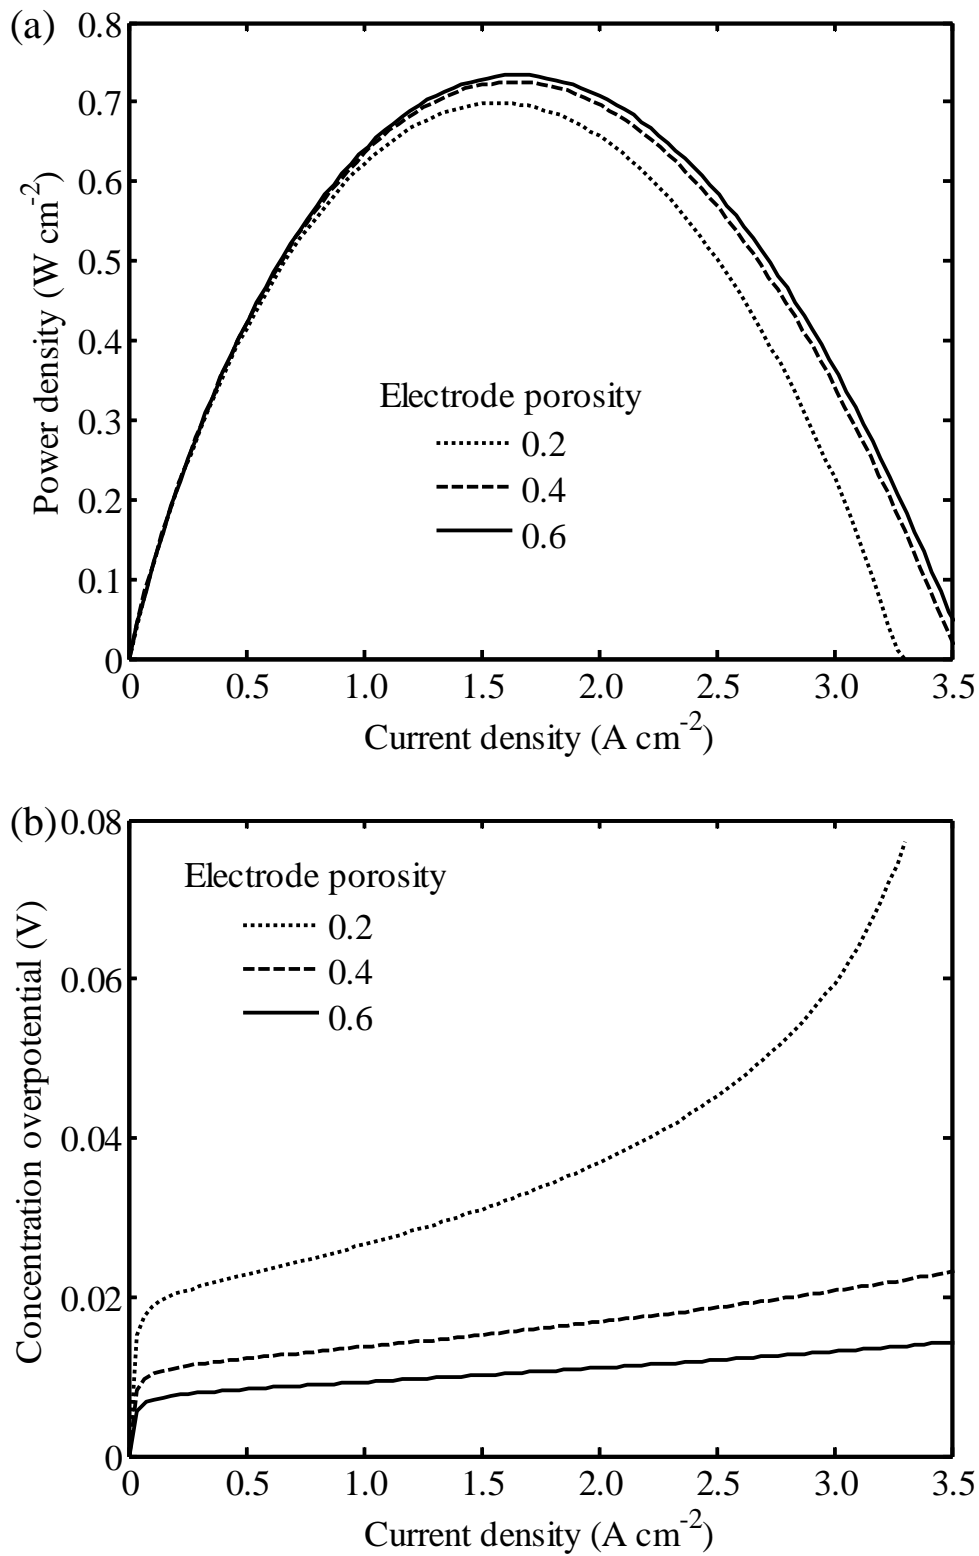 (a)
0.8
0.7
0.6
0.5
0.4
0.3
0.2
0.1
0
Power density (W cm-2)
Electrode porosity
0.2
0.4
0.6
0 0.5 1.0 1.5 2.0 2.5 3.0 3.5
Current density (A cm-2)
(b)
0.08
0.06
0.04
0.02
0
Concentration overpotential (V)
Electrode porosity
0.2
0.4
0.6
0 0.5 1.0 1.5 2.0 2.5 3.0 3.5
Current density (A cm-2)